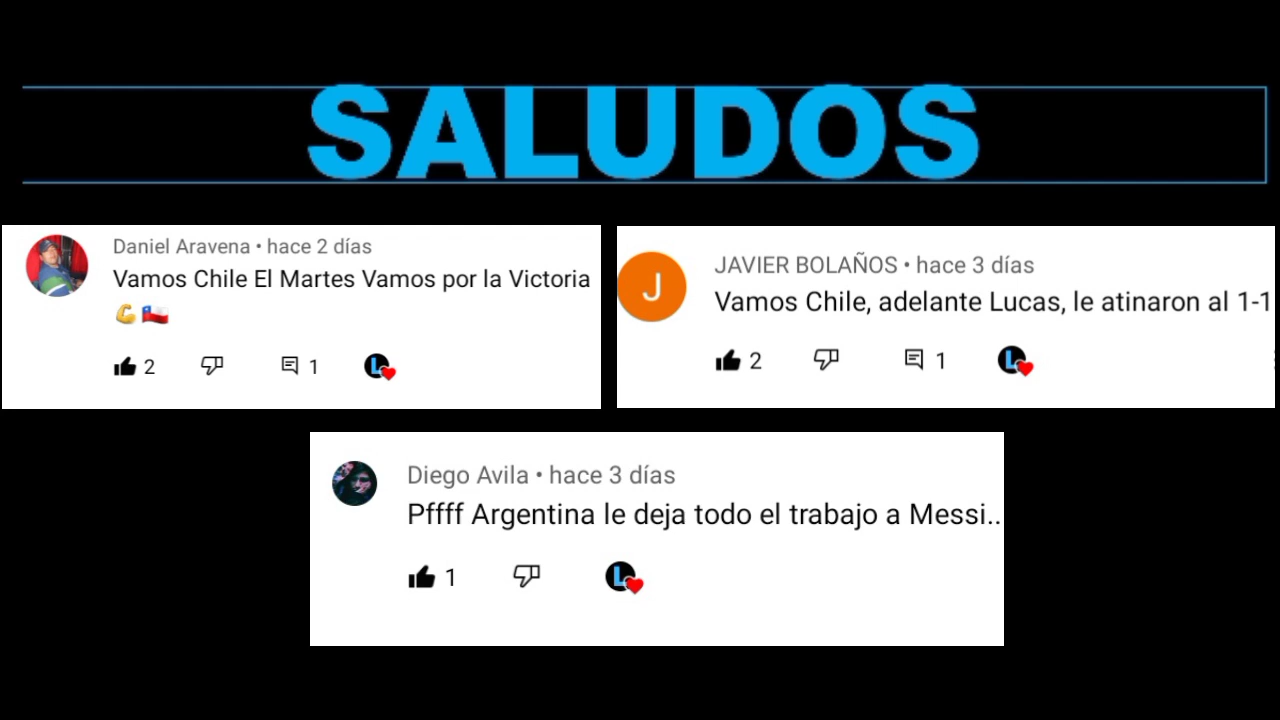 SALUDOS
Daniel Aravena • hace 2 días
Vamos Chile El Martes Vamos por la Victoria
💪🇨🇱
2 1 L
JAVIER BOLAÑOS • hace 3 días
J
Vamos Chile, adelante Lucas, le atinaron al 1-1
2 1 L
Diego Avila • hace 3 días
Pffff Argentina le deja todo el trabajo a Messi..
1 L